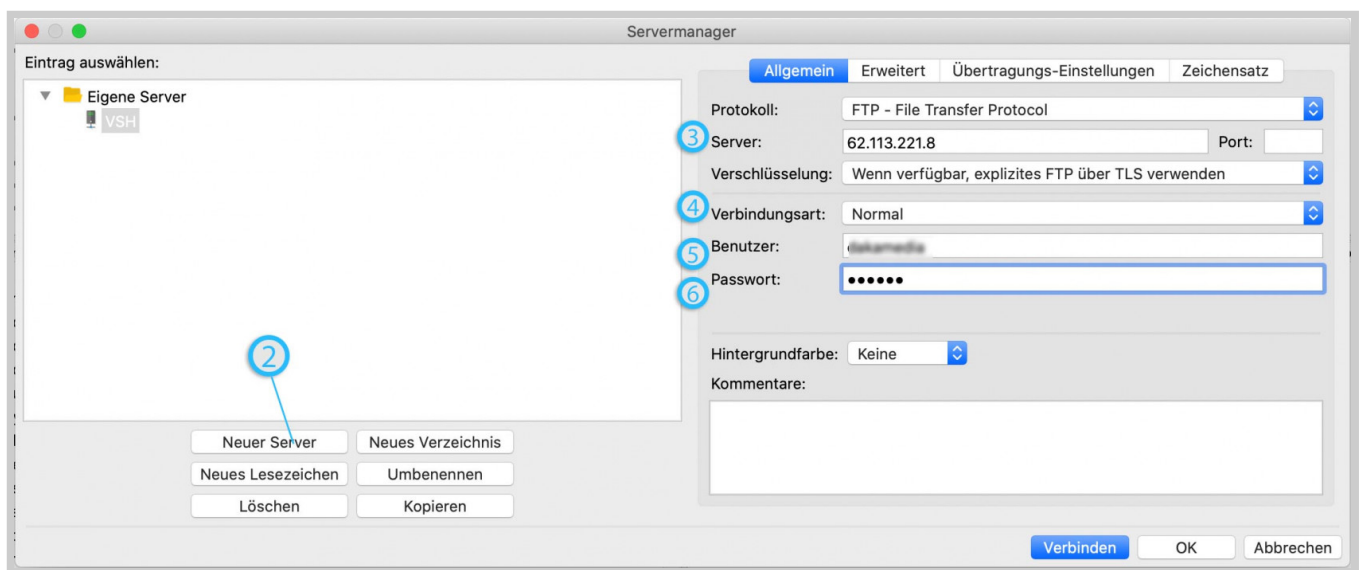 Servermanager
Eintrag auswählen:
Eigene Server
VSH
2
Neuer Server
Neues Verzeichnis
Neues Lesezeichen
Umbenennen
Löschen
Kopieren
Allgemein
Erweitert
Übertragungs-Einstellungen
Zeichensatz
Protokoll: FTP - File Transfer Protocol
3 Server: 62.113.221.8 Port:
Verschlüsselung: Wenn verfügbar, explizites FTP über TLS verwenden
4 Verbindungsart: Normal
5 Benutzer:
6 Passwort: ••••••
Hintergrundfarbe: Keine
Kommentare:
Verbinden
OK
Abbrechen